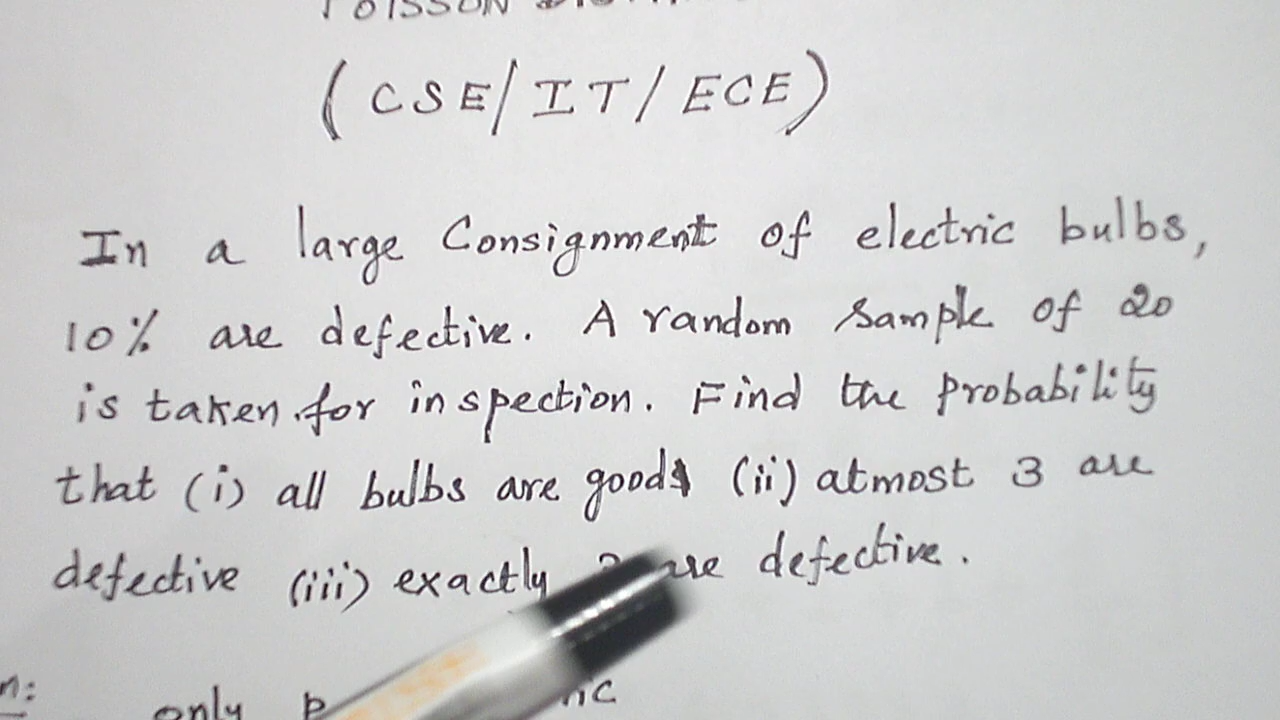 POISSON
(CSE/IT/ECE)
In a large Consignment of electric bulbs,
10% are defective. A random sample of 20
is taken for inspection. Find the probability
that (i) all bulbs are good (ii) atmost 3 are
defective (iii) exactly are defective.
only